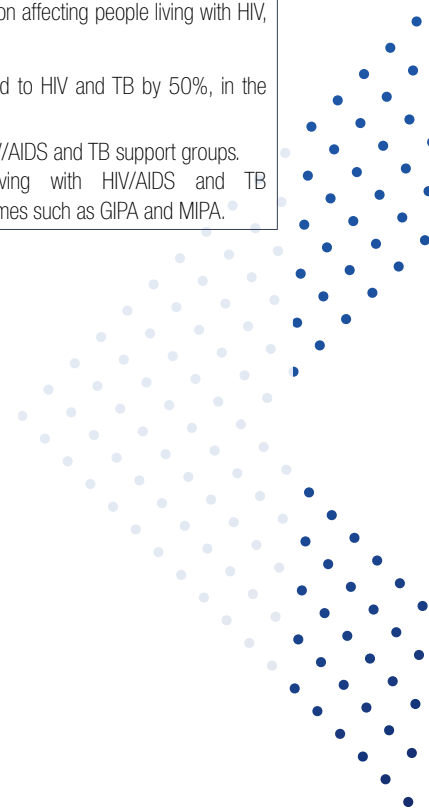 on affecting people living with HIV,
d to HIV and TB by 50%, in the
//AIDS and TB support groups.
ving with HIV/AIDS and TB
mes such as GIPA and MIPA.